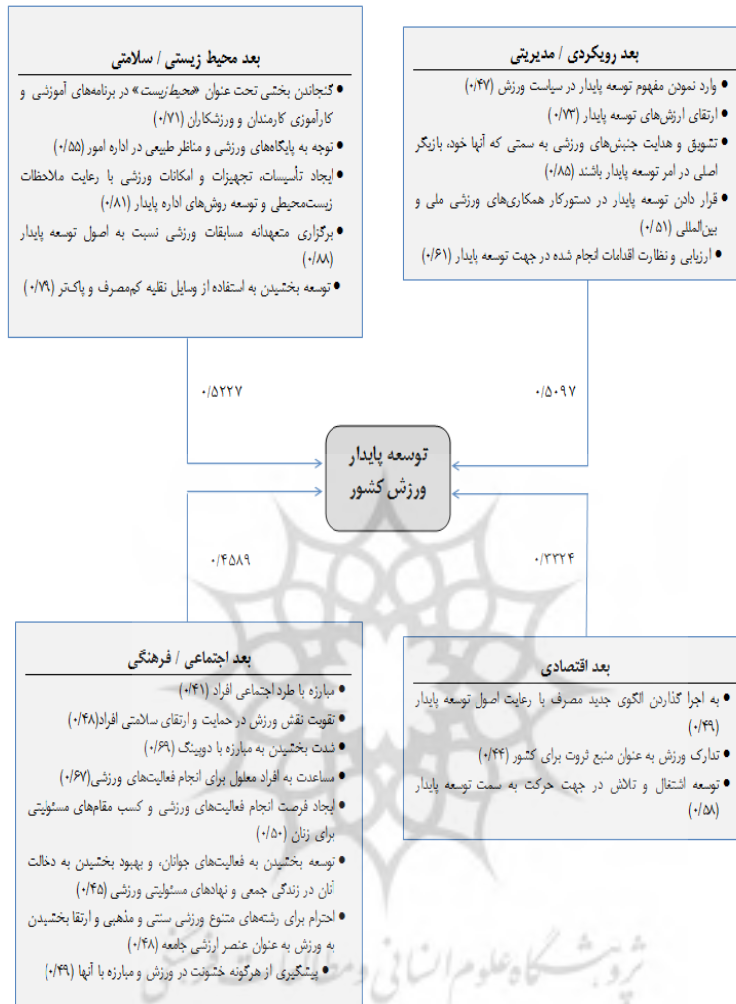 بعد رویکردی / مدیریتی
• وارد نمودن مفهوم توسعه پایدار در سیاست ورزش (۰/۴۷)
• ارتقای ارزش‌های توسعه پایدار (۰/۷۳)
• تشویق و هدایت جنبش‌های ورزشی به سمتی که آنها خود، بازیگر
اصلی در امر توسعه پایدار باشند (۰/۸۵)
• قرار دادن توسعه پایدار در دستورکار همکاری‌های ورزشی ملی و
بین‌المللی (۰/۵۱)
• ارزیابی و نظارت اقدامات انجام شده در جهت توسعه پایدار (۰/۶۱)
بعد محیط زیستی / سلامتی
• گنجاندن بخشی تحت عنوان «محیط‌زیست» در برنامه‌های آموزشی و
کارآموزی کارمندان و ورزشکاران (۰/۷۱)
• توجه به پایگاه‌های ورزشی و مناظر طبیعی در اداره امور (۰/۵۵)
• ایجاد تأسیسات، تجهیزات و امکانات ورزشی با رعایت ملاحظات
زیست‌محیطی و توسعه روش‌های اداره پایدار (۰/۸۱)
• برگزاری متعهدانه مسابقات ورزشی نسبت به اصول توسعه پایدار
(۰/۸۸)
• توسعه بخشیدن به استفاده از وسایل نقلیه کم‌مصرف و پاک‌تر (۰/۷۹)
۰/۵۰۹۷
۰/۵۲۲۷
توسعه پایدار
ورزش کشور
۰/۳۳۲۴
۰/۴۵۸۹
بعد اقتصادی
• به اجرا گذاردن الگوی جدید مصرف با رعایت اصول توسعه پایدار
(۰/۴۹)
• تدارک ورزش به عنوان منبع ثروت برای کشور (۰/۴۴)
• توسعه اشتغال و تلاش در جهت حرکت به سمت توسعه پایدار
(۰/۵۸)
بعد اجتماعی / فرهنگی
• مبارزه با طرد اجتماعی افراد (۰/۴۱)
• تقویت نقش ورزش در حمایت و ارتقای سلامتی افراد(۰/۴۸)
• شدت بخشیدن به مبارزه با دوپینگ (۰/۶۹)
• مساعدت به افراد معلول برای انجام فعالیت‌های ورزشی(۰/۶۷)
• ایجاد فرصت انجام فعالیت‌های ورزشی و کسب مقام‌های مسئولیتی
برای زنان (۰/۵۰)
• توسعه بخشیدن به فعالیت‌های جوانان، و بهبود بخشیدن به دخالت
آنان در زندگی جمعی و نهادهای مسئولیتی ورزشی (۰/۴۵)
• احترام برای رشته‌های متنوع ورزشی سنتی و مذهبی و ارتقا بخشیدن
به ورزش به عنوان عنصر ارزشی جامعه (۰/۴۸)
• پیشگیری از هرگونه خشونت در ورزش و مبارزه با آنها (۰/۴۹)
پژوهشگاه علوم انسانی و مطالعات فرهنگی